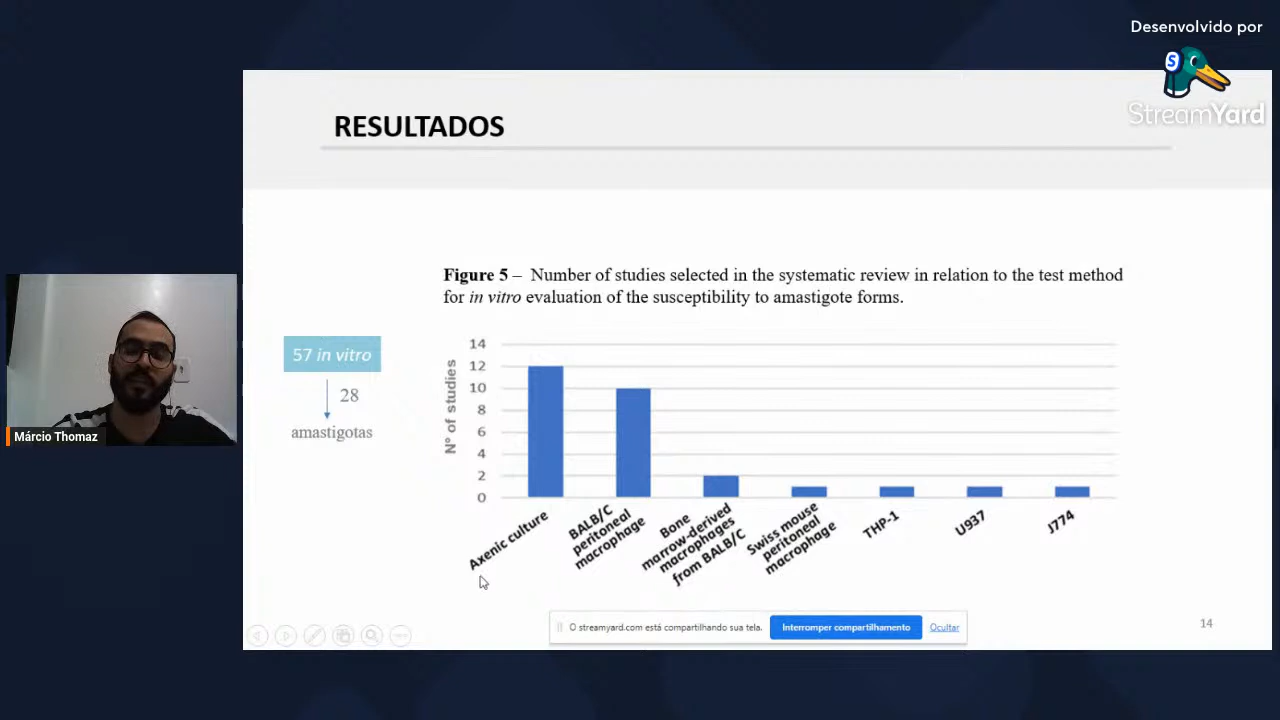 Desenvolvido por
StreamYard
RESULTADOS
Figure 5 – Number of studies selected in the systematic review in relation to the test method
for in vitro evaluation of the susceptibility to amastigote forms.
57 in vitro
28
amastigotas
Nº of studies
14
12
10
8
6
4
2
0
Axenic culture
BALB/C
peritoneal
macrophage
Bone
marrow-derived
macrophages
from BALB/C
Swiss mouse
peritoneal
macrophage
THP-1
U937
J774
Márcio Thomaz
O streamyard.com está compartilhando sua tela.
Interromper compartilhamento
Ocultar
14